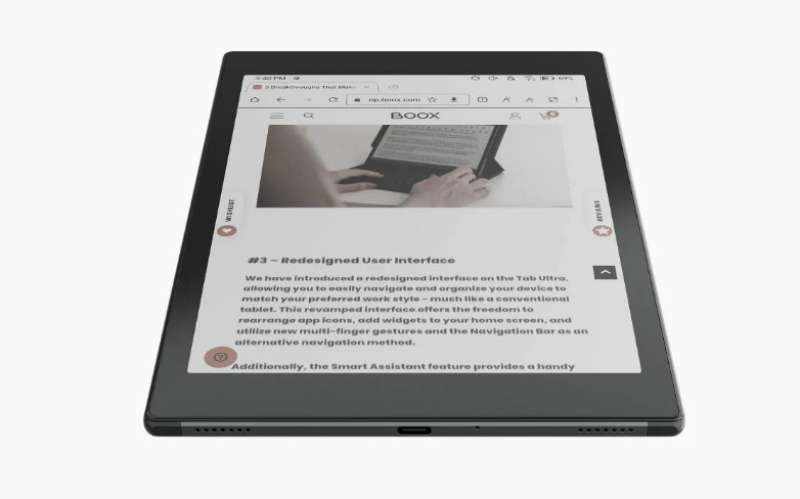 5 Breakthroughs That Make
op.boox.com
BOOX
WISHLIST
REVIEWS
#3 – Redesigned User Interface
We have introduced a redesigned interface on the Tab Ultra,
allowing you to easily navigate and organize your device to
match your preferred work style – much like a conventional
tablet. This revamped interface offers the freedom to
rearrange app icons, add widgets to your home screen, and
utilize new multi-finger gestures and the Navigation Bar as an
alternative navigation method.
Additionally, the Smart Assistant feature provides a handy